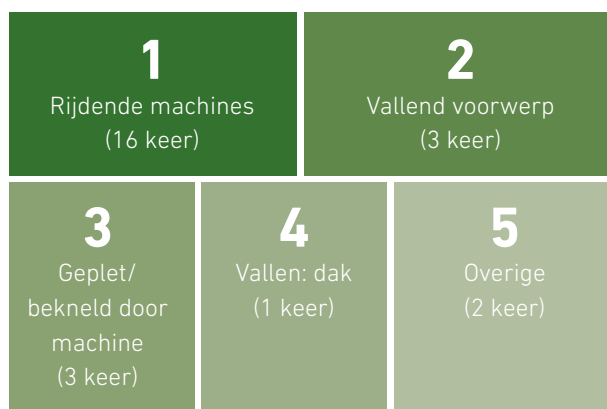 1
Rijdende machines
(16 keer)
2
Vallend voorwerp
(3 keer)
3
Geplet/
bekneld door
machine
(3 keer)
4
Vallen: dak
(1 keer)
5
Overige
(2 keer)